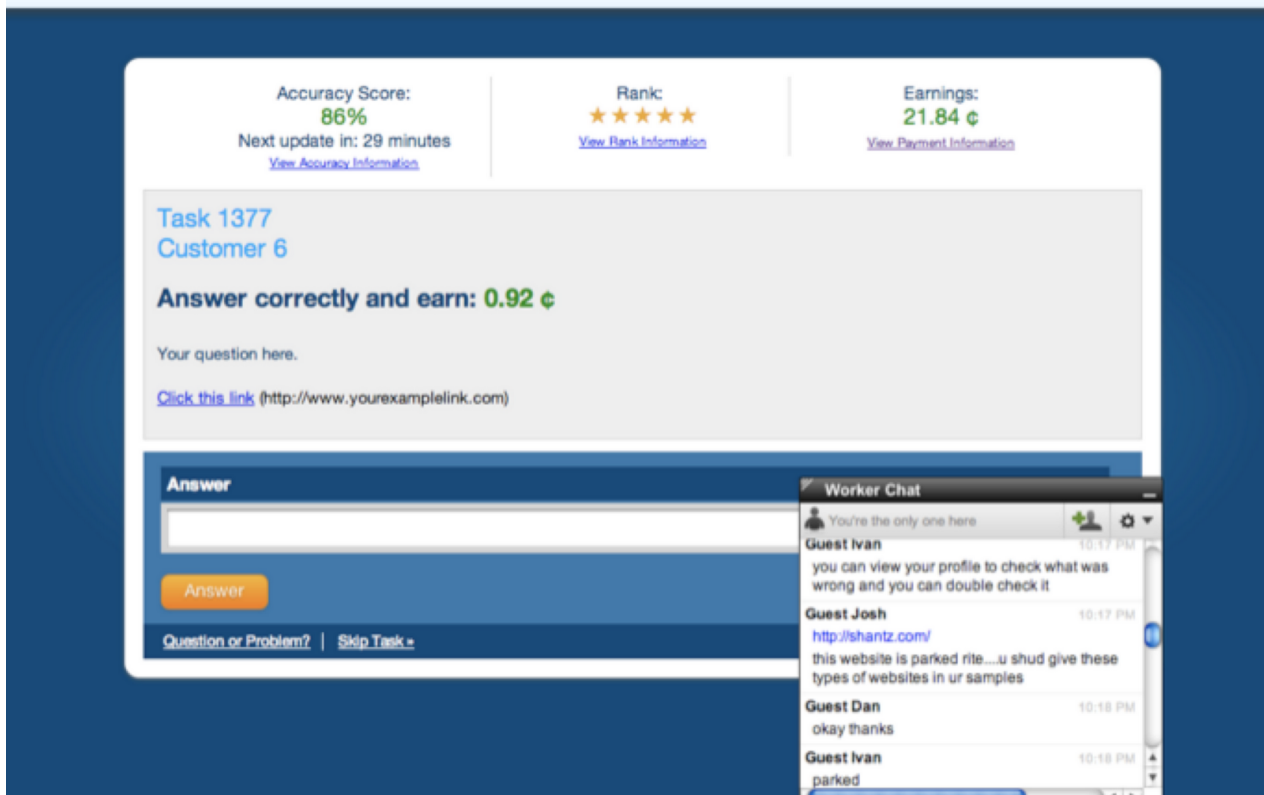 Accuracy Score:
86%
Next update in: 29 minutes
View Accuracy Information
Rank:
View Rank Information
Earnings:
21.84 ¢
View Payment Information
Task 1377
Customer 6
Answer correctly and earn: 0.92 ¢
Your question here.
Click this link (http://www.yourexamplelink.com)
Answer
Answer
Question or Problem? | Skip Task »
Worker Chat
You're the only one here
Guest Ivan 10:17 PM
you can view your profile to check what was
wrong and you can double check it
Guest Josh 10:17 PM
http://shantz.com/
this website is parked rite....u shud give these
types of websites in ur samples
Guest Dan 10:18 PM
okay thanks
Guest Ivan 10:18 PM
parked